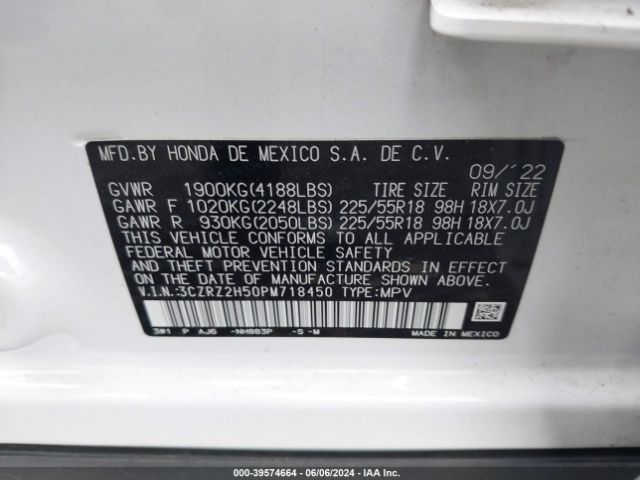 MFD.BY HONDA DE MEXICO S.A. DE C.V.
09/'22
GVWR 1900KG(4188LBS) TIRE SIZE RIM SIZE
GAWR F 1020KG(2248LBS) 225/55R18 98H 18X7.0J
GAWR R 930KG(2050LBS) 225/55R18 98H 18X7.0J
THIS VEHICLE CONFORMS TO ALL APPLICABLE
FEDERAL MOTOR VEHICLE SAFETY
AND THEFT PREVENTION STANDARDS IN EFFECT
ON THE DATE OF MANUFACTURE SHOWN ABOVE.
V.I.N.:3CZRZ2H50PM718450 TYPE:MPV
3W1 P AJ6 -NH883P -S -M
MADE IN MEXICO
000-39574664 | 06/06/2024 | IAA Inc.